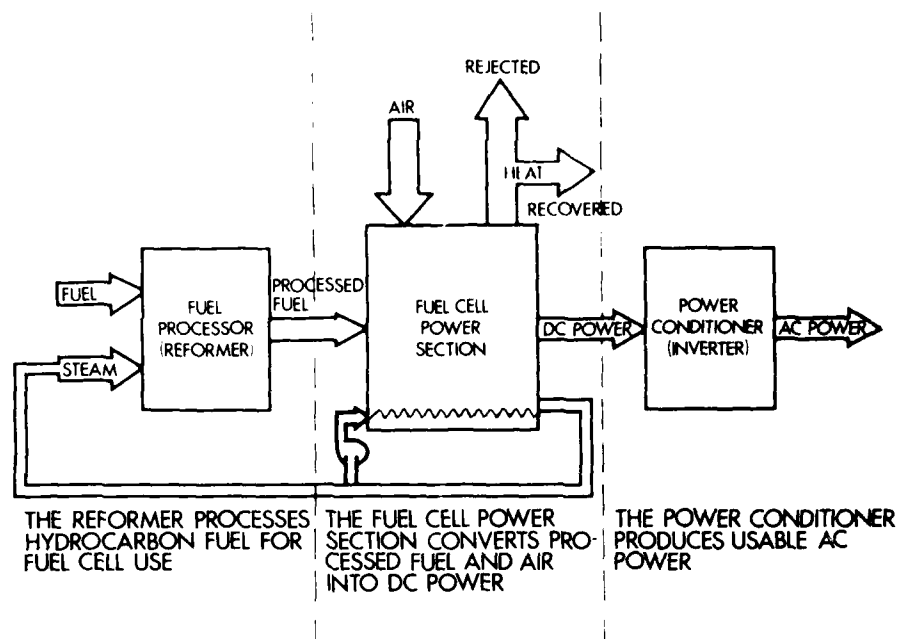 REJECTED
AIR
HEAT
RECOVERED
FUEL
FUEL
PROCESSOR
(REFORMER)
PROCESSED
FUEL
FUEL CELL
POWER
SECTION
DC POWER
POWER
CONDITIONER
(INVERTER)
AC POWER
STEAM
THE REFORMER PROCESSES
HYDROCARBON FUEL FOR
FUEL CELL USE
THE FUEL CELL POWER
SECTION CONVERTS PRO-
CESSED FUEL AND AIR
INTO DC POWER
THE POWER CONDITIONER
PRODUCES USABLE AC
POWER